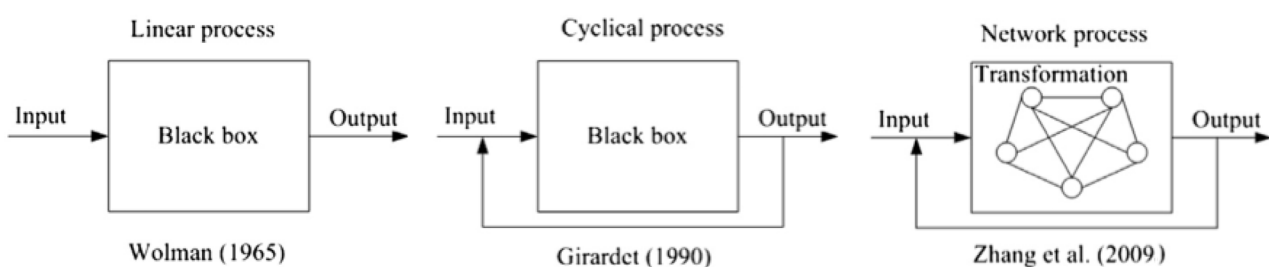 Linear process
Input
Black box
Output
Wolman (1965)
Cyclical process
Input
Black box
Output
Girardet (1990)
Network process
Transformation
Input
Output
Zhang et al. (2009)